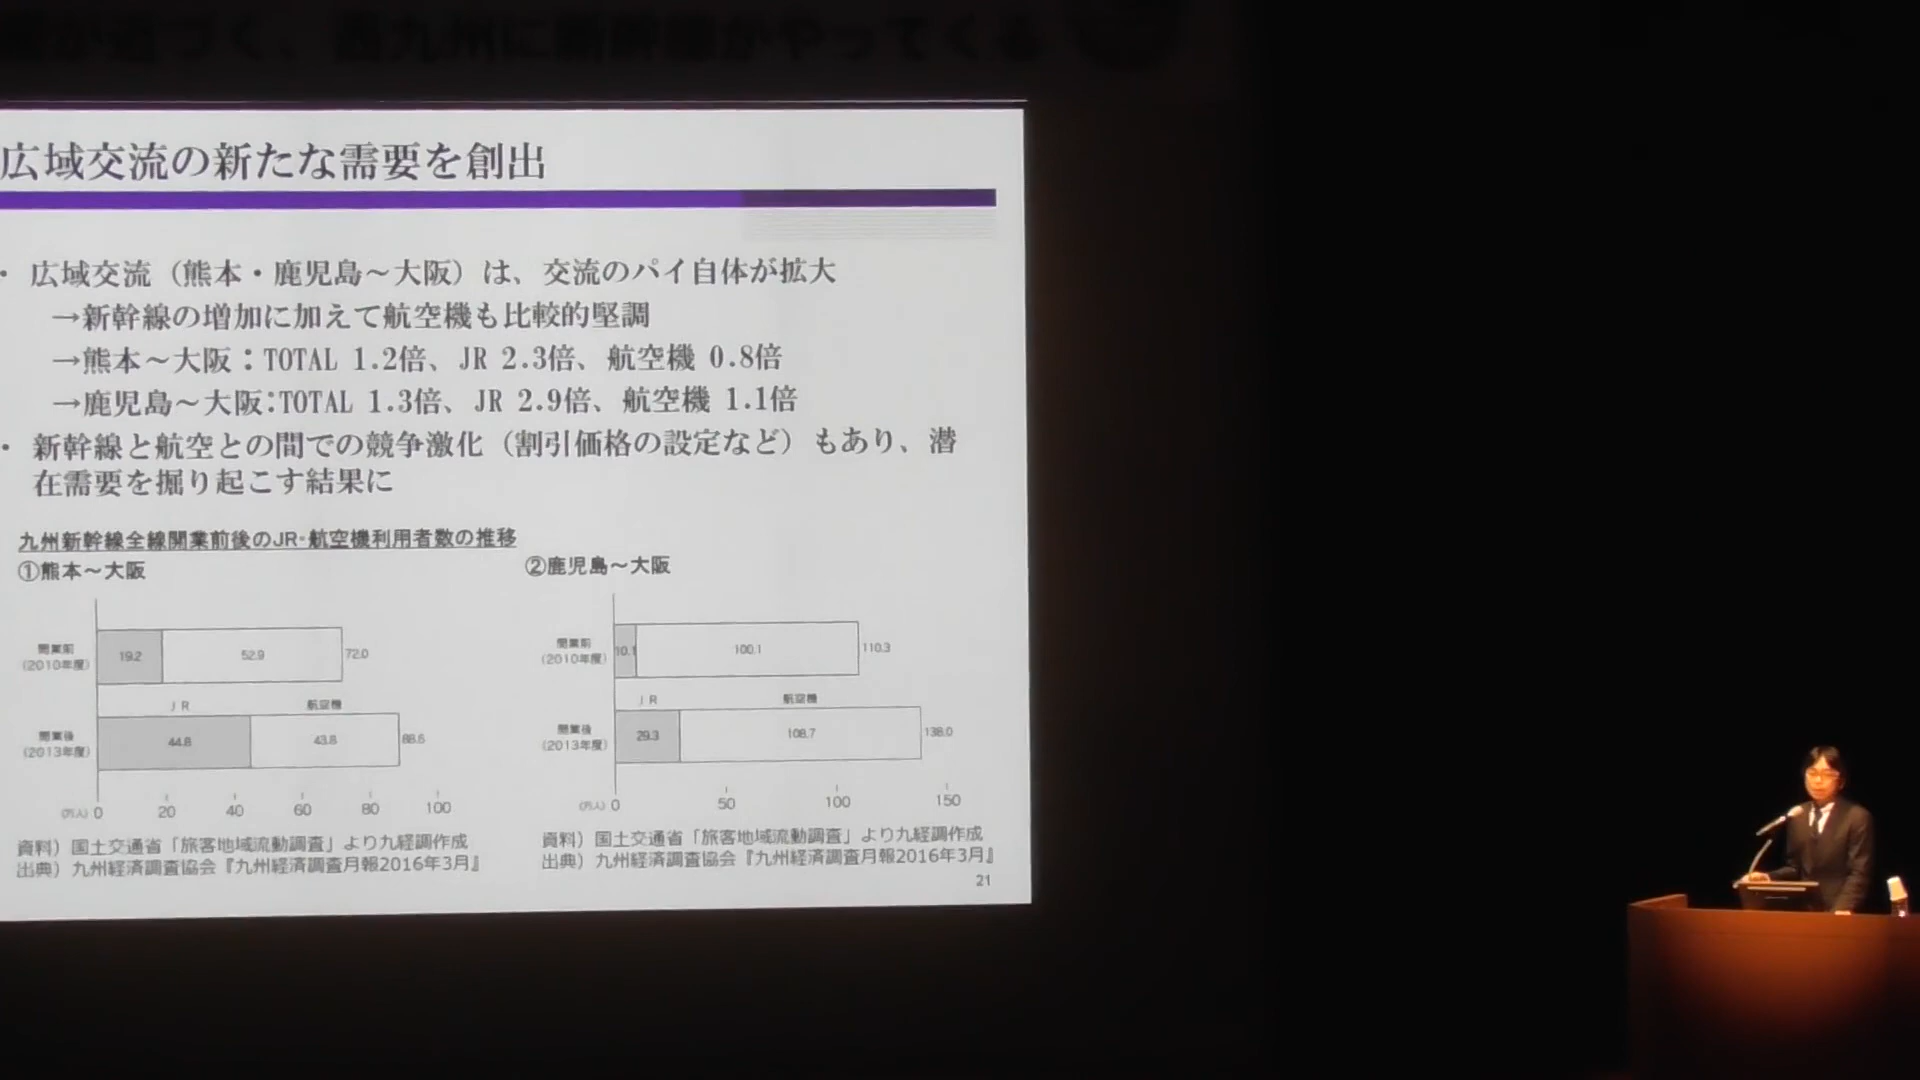 づく、西九州に新幹線がやってくる
広域交流の新たな需要を創出
・ 広域交流（熊本・鹿児島～大阪）は、交流のパイ自体が拡大
→新幹線の増加に加えて航空機も比較的堅調
→熊本～大阪：TOTAL 1.2倍、JR 2.3倍、航空機 0.8倍
→鹿児島～大阪：TOTAL 1.3倍、JR 2.9倍、航空機 1.1倍
・ 新幹線と航空との間での競争激化（割引価格の設定など）もあり、潜
在需要を掘り起こす結果に
九州新幹線全線開業前後のJR・航空機利用者数の推移
①熊本～大阪
開業前
(2010年度)
19.2
52.9
72.0
ＪＲ
航空機
開業後
(2013年度)
44.8
43.8
88.6
(万人) 0 20 40 60 80 100
資料）国土交通省「旅客地域流動調査」より九経調作成
出典）九州経済調査協会『九州経済調査月報2016年3月』
②鹿児島～大阪
開業前
(2010年度)
10.1
100.1
110.3
ＪＲ
航空機
開業後
(2013年度)
29.3
108.7
138.0
(万人) 0 50 100 150
資料）国土交通省「旅客地域流動調査」より九経調作成
出典）九州経済調査協会『九州経済調査月報2016年3月』
21